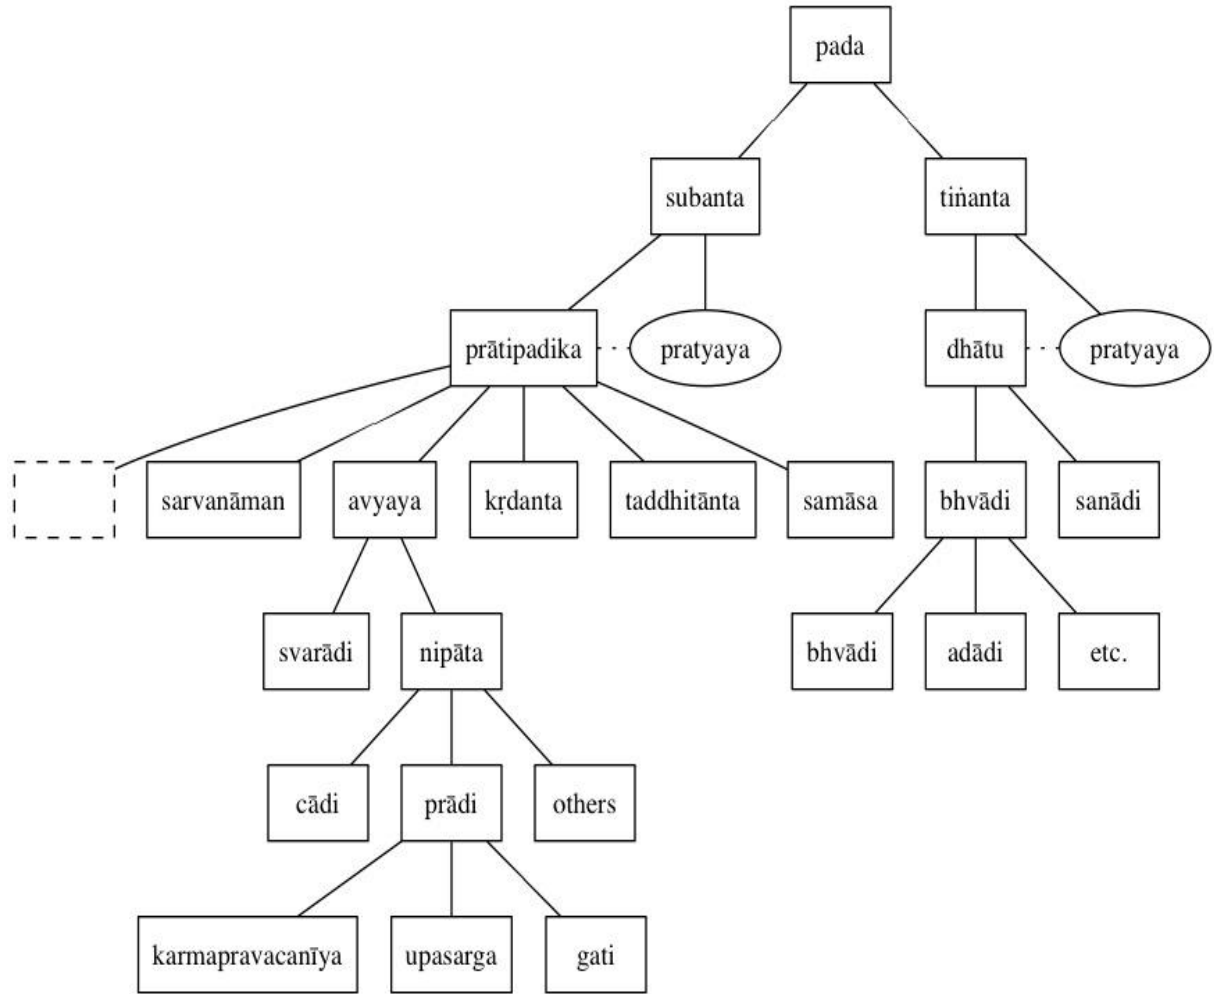 pada
subanta
tiṅanta
prātipadika
pratyaya
dhātu
pratyaya
sarvanāman
avyaya
kṛdanta
taddhitānta
samāsa
bhvādi
sanādi
svarādi
nipāta
bhvādi
adādi
etc.
cādi
prādi
others
karmapravacanīya
upasarga
gati